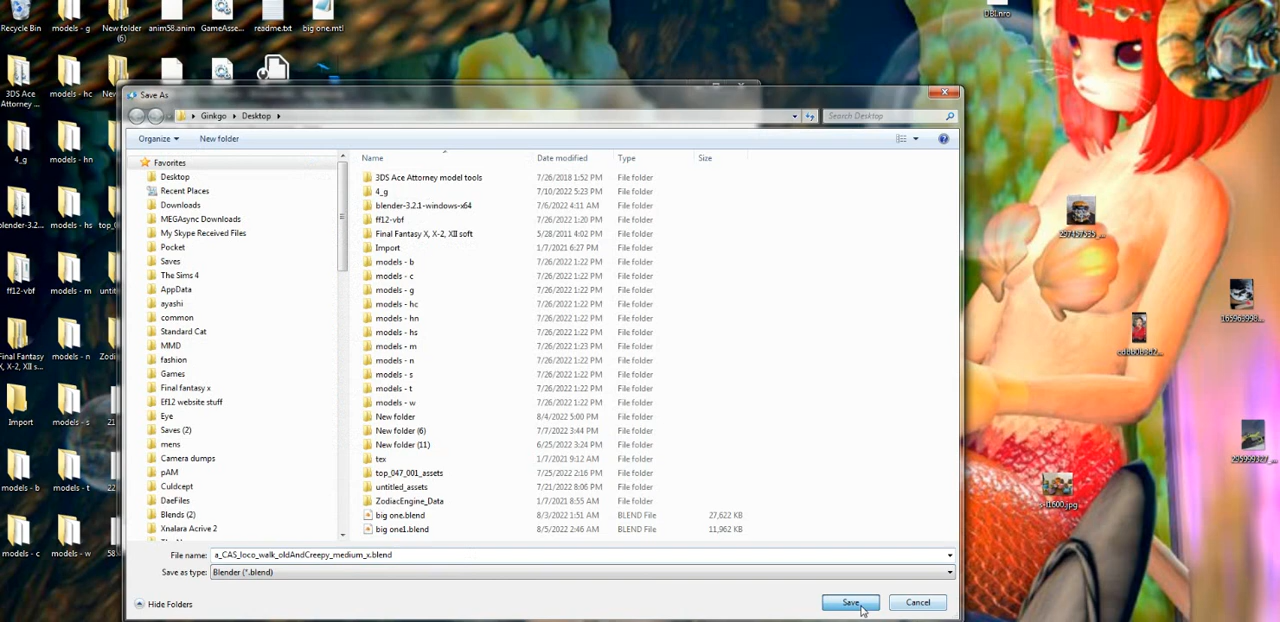 Recycle Bin
models - g
New folder (6)
anim58.anim
GameAsse...
readme.txt
big one.mtl
DBLnro
3DS Ace Attorney ...
models - hc
4_g
models - hn
blender-3.2...
models - hs
ff12-vbf
models - m
Final Fantasy X, X-2, XII s...
models - n
Import
models - s
models - b
models - t
models - c
models - w
s-l1600.jpg
Save As
Ginkgo
Desktop
Search Desktop
Organize
New folder
Name
Date modified
Type
Size
Favorites
Desktop
Recent Places
Downloads
MEGAsync Downloads
My Skype Received Files
Pocket
Saves
The Sims 4
AppData
ayashi
common
Standard Cat
MMD
fashion
Games
Final fantasy x
Ef12 website stuff
Eye
Saves (2)
mens
Camera dumps
pAM
Culdcept
DaeFiles
Blends (2)
Xnalara Acrive 2
3DS Ace Attorney model tools 7/26/2018 1:52 PM File folder
4_g 7/10/2022 5:23 PM File folder
blender-3.2.1-windows-x64 7/6/2022 4:11 AM File folder
ff12-vbf 7/26/2022 1:20 PM File folder
Final Fantasy X, X-2, XII soft 5/28/2011 4:02 PM File folder
Import 1/7/2021 6:27 PM File folder
models - b 7/26/2022 1:22 PM File folder
models - c 7/26/2022 1:22 PM File folder
models - g 7/26/2022 1:22 PM File folder
models - hc 7/26/2022 1:22 PM File folder
models - hn 7/26/2022 1:22 PM File folder
models - hs 7/26/2022 1:22 PM File folder
models - m 7/26/2022 1:23 PM File folder
models - n 7/26/2022 1:22 PM File folder
models - s 7/26/2022 1:22 PM File folder
models - t 7/26/2022 1:22 PM File folder
models - w 7/26/2022 1:22 PM File folder
New folder 8/4/2022 5:00 PM File folder
New folder (6) 7/7/2022 3:44 PM File folder
New folder (11) 6/25/2022 3:24 PM File folder
tex 1/7/2021 9:12 AM File folder
top_047_001_assets 7/25/2022 2:16 PM File folder
untitled_assets 7/21/2022 8:06 PM File folder
ZodiacEngine_Data 1/7/2021 8:55 AM File folder
big one.blend 8/3/2022 1:51 AM BLEND File 27,622 KB
big one1.blend 8/5/2022 2:46 AM BLEND File 11,962 KB
File name: a_CAS_loco_walk_oldAndCreepy_medium_x.blend
Save as type: Blender (*.blend)
Hide Folders
Save
Cancel